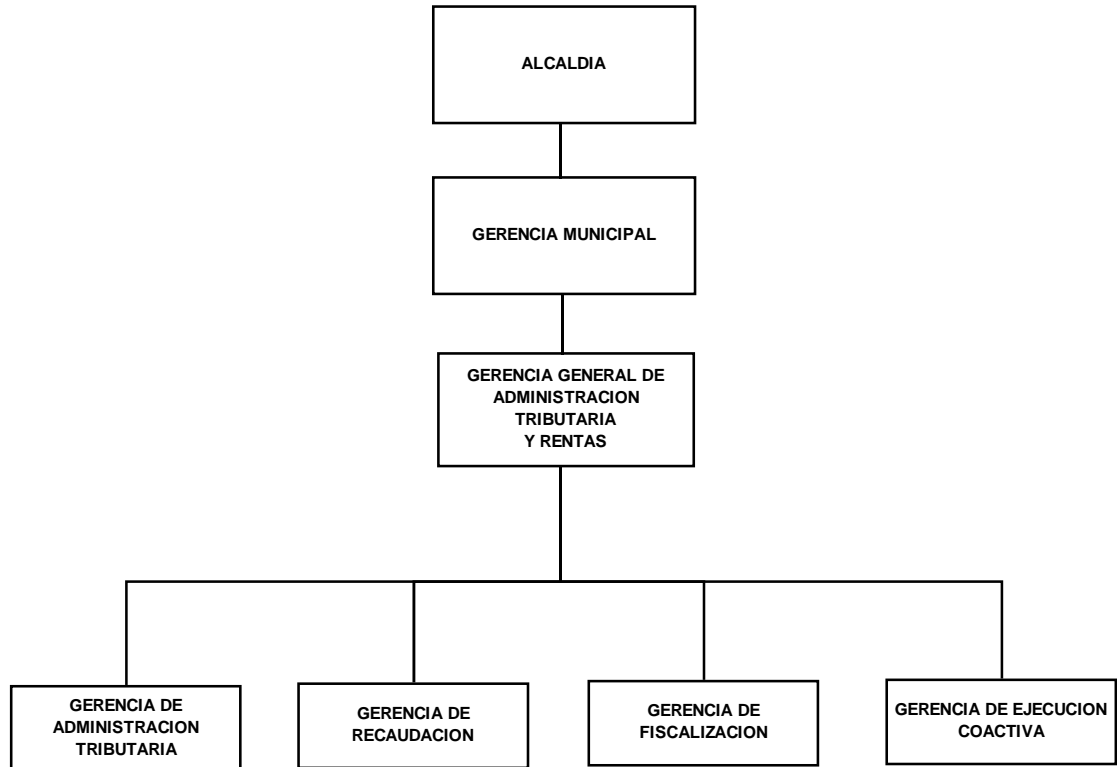 ALCALDIA
GERENCIA MUNICIPAL
GERENCIA GENERAL DE
ADMINISTRACION
TRIBUTARIA
Y RENTAS
GERENCIA DE
ADMINISTRACION
TRIBUTARIA
GERENCIA DE
RECAUDACION
GERENCIA DE
FISCALIZACION
GERENCIA DE EJECUCION
COACTIVA